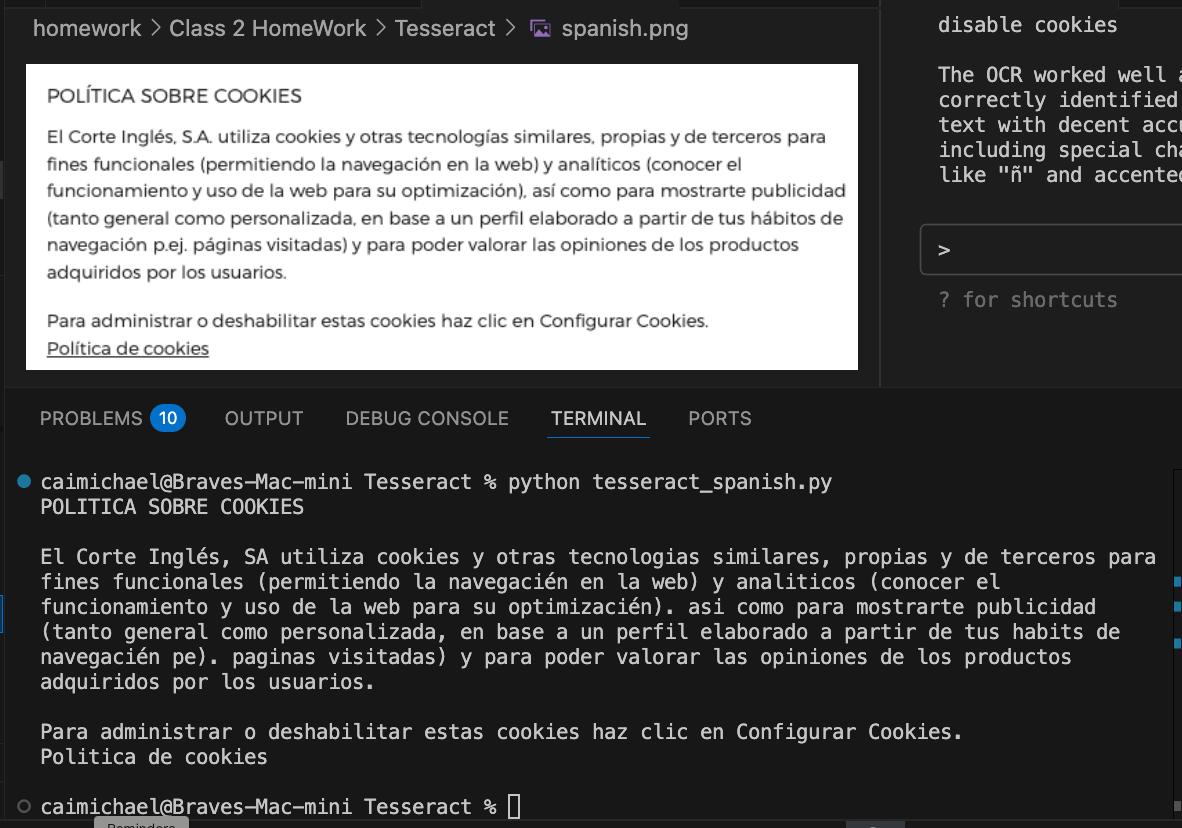 homework > Class 2 HomeWork > Tesseract > spanish.png
POLÍTICA SOBRE COOKIES
El Corte Inglés, S.A. utiliza cookies y otras tecnologías similares, propias y de terceros para
fines funcionales (permitiendo la navegación en la web) y analíticos (conocer el
funcionamiento y uso de la web para su optimización), así como para mostrarte publicidad
(tanto general como personalizada, en base a un perfil elaborado a partir de tus hábitos de
navegación p.ej. páginas visitadas) y para poder valorar las opiniones de los productos
adquiridos por los usuarios.
Para administrar o deshabilitar estas cookies haz clic en Configurar Cookies.
Política de cookies
disable cookies
The OCR worked well
correctly identified
text with decent
including special
like "ñ" and
>
? for shortcuts
PROBLEMS 10 OUTPUT DEBUG CONSOLE TERMINAL PORTS
caimichael@Braves-Mac-mini Tesseract % python tesseract_spanish.py
POLITICA SOBRE COOKIES
El Corte Inglés, SA utiliza cookies y otras tecnologias similares, propias y de terceros para
fines funcionales (permitiendo la navegacién en la web) y analiticos (conocer el
funcionamiento y uso de la web para su optimizacién). asi como para mostrarte publicidad
(tanto general como personalizada, en base a un perfil elaborado a partir de tus habits de
navegacién pe). paginas visitadas) y para poder valorar las opiniones de los productos
adquiridos por los usuarios.
Para administrar o deshabilitar estas cookies haz clic en Configurar Cookies.
Politica de cookies
caimichael@Braves-Mac-mini Tesseract %